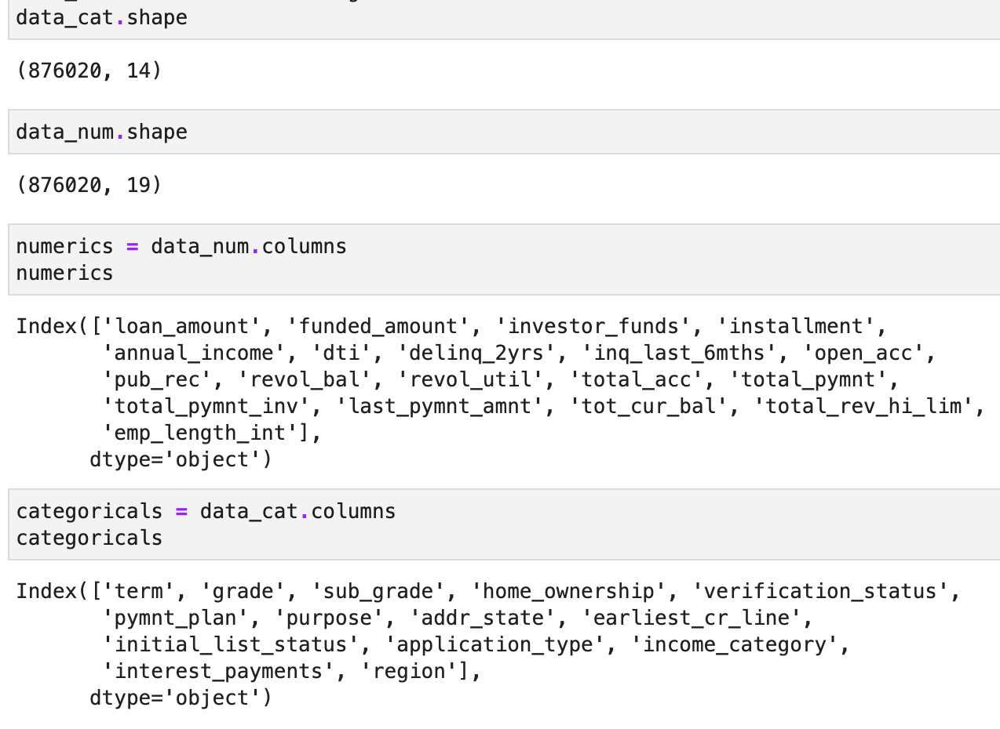 data_cat.shape
(876020, 14)
data_num.shape
(876020, 19)
numerics = data_num.columns
numerics
Index(['loan_amount', 'funded_amount', 'investor_funds', 'installment',
       'annual_income', 'dti', 'delinq_2yrs', 'inq_last_6mths', 'open_acc',
       'pub_rec', 'revol_bal', 'revol_util', 'total_acc', 'total_pymnt',
       'total_pymnt_inv', 'last_pymnt_amnt', 'tot_cur_bal', 'total_rev_hi_lim',
       'emp_length_int'],
      dtype='object')
categoricals = data_cat.columns
categoricals
Index(['term', 'grade', 'sub_grade', 'home_ownership', 'verification_status',
       'pymnt_plan', 'purpose', 'addr_state', 'earliest_cr_line',
       'initial_list_status', 'application_type', 'income_category',
       'interest_payments', 'region'],
      dtype='object')